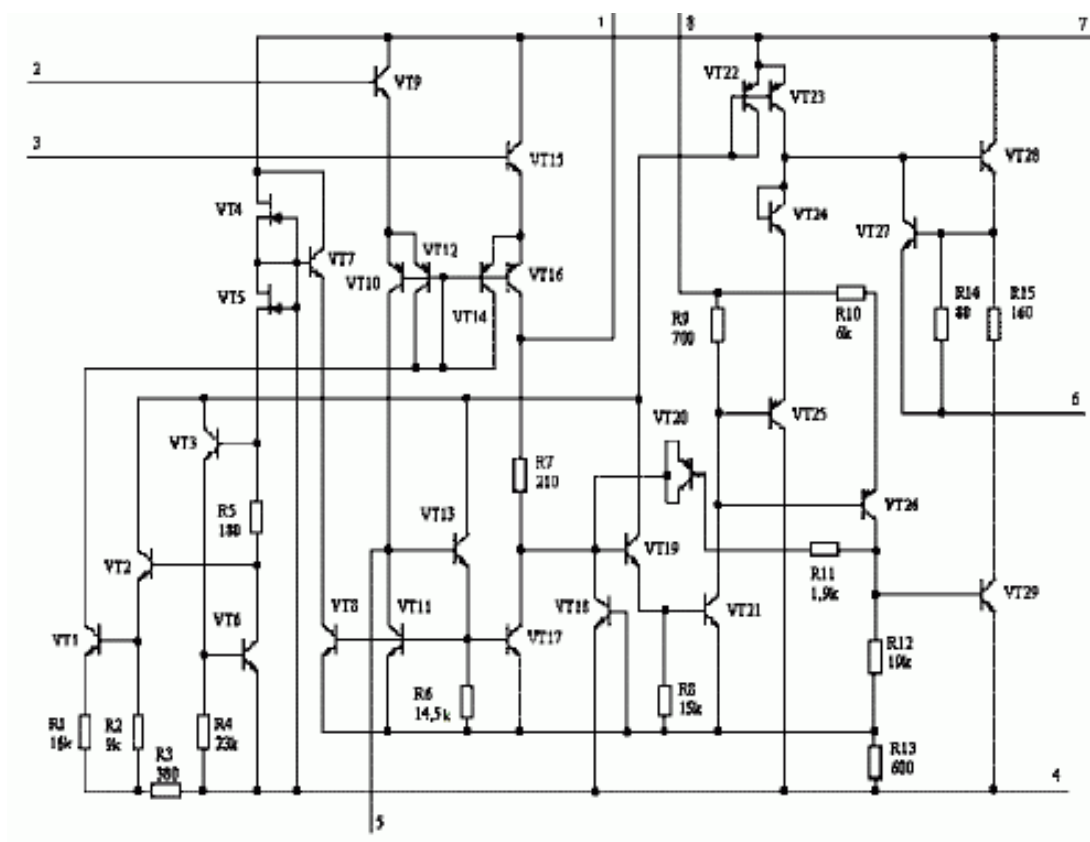 1
8
7
2
VT9
VT22
VT23
3
VT15
VT28
VT4
VT24
VT27
VT7
VT12
VT10
VT16
VT5
VT14
R14
80
R15
160
R9
700
R10
6k
6
VT3
VT20
VT25
R7
210
R5
180
VT13
VT26
VT2
VT19
R11
1,9k
VT1
VT6
VT8
VT11
VT17
VT18
VT21
VT29
R12
19k
R1
16k
R2
9k
R4
23k
R6
14,5k
R8
15k
R3
380
R13
600
4
5